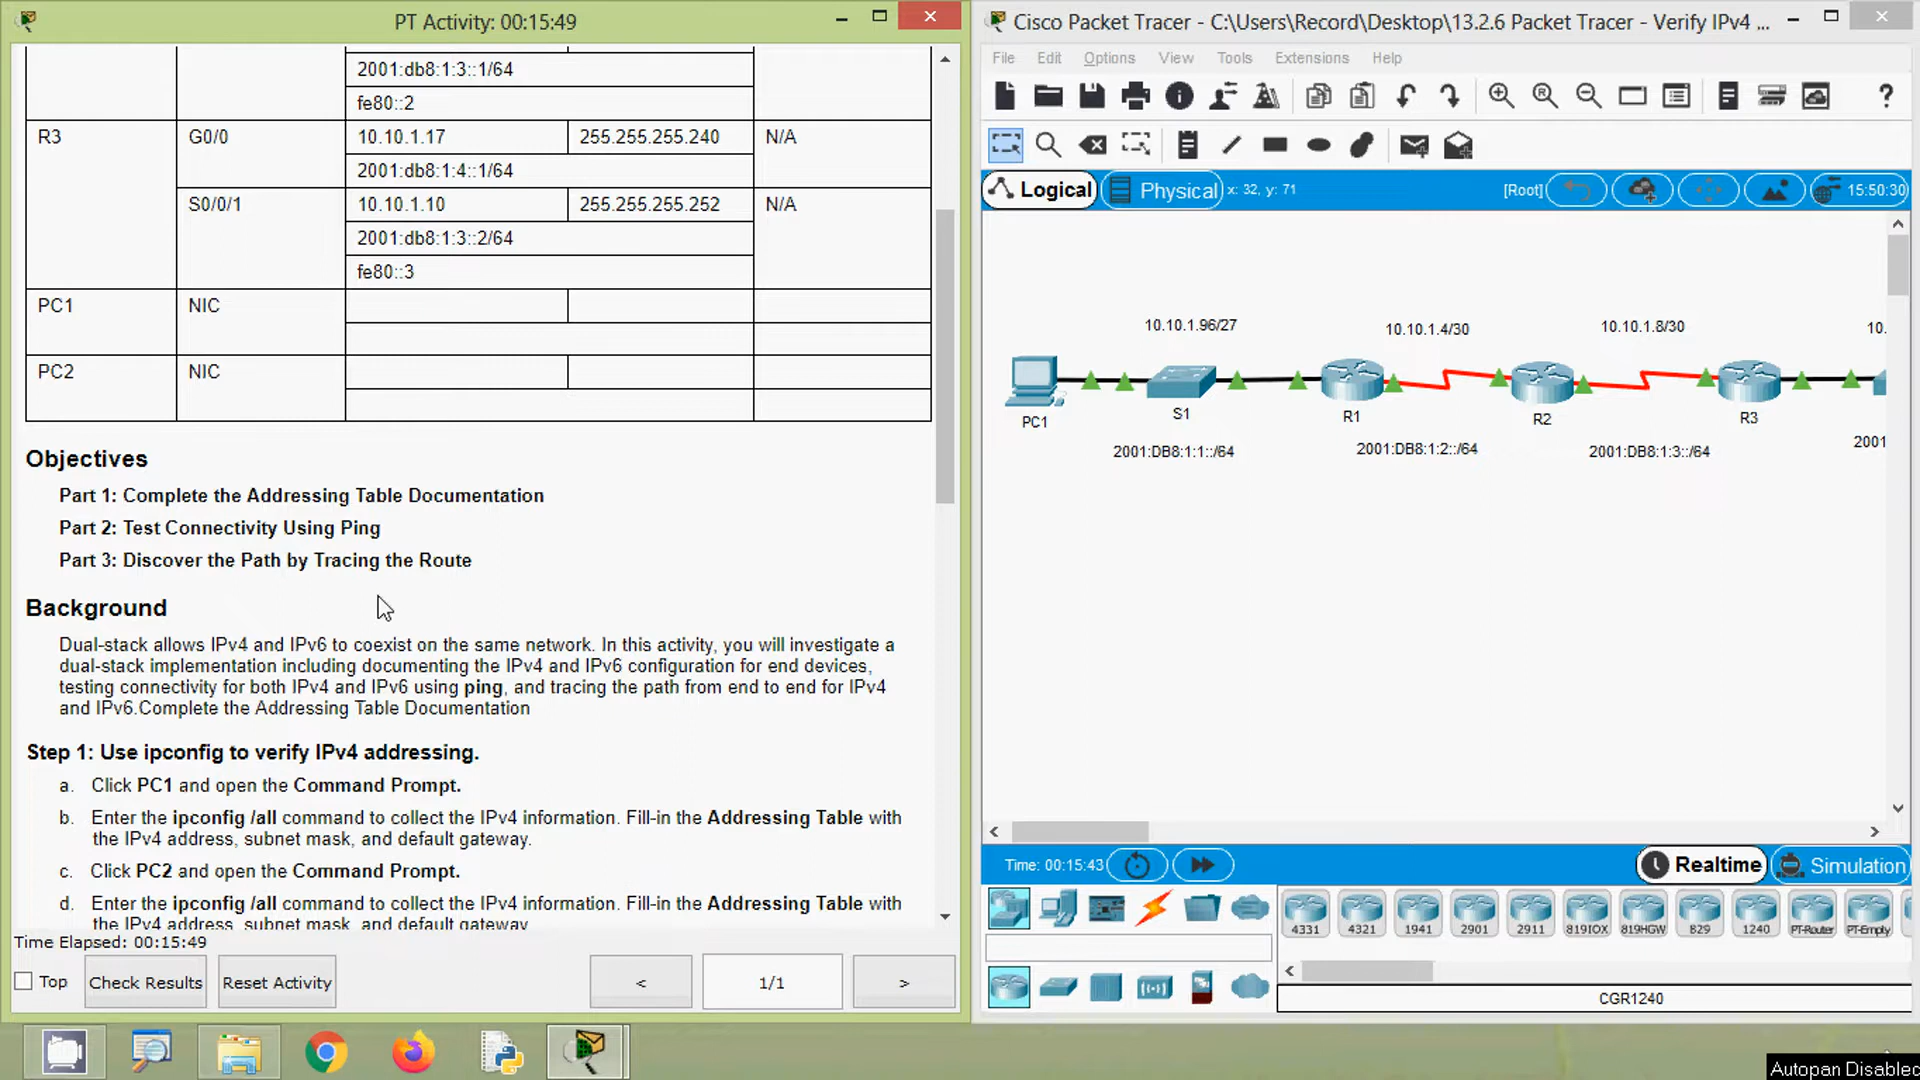 PT Activity: 00:15:49
2001:db8:1:3::1/64
fe80::2
R3 G0/0 10.10.1.17 255.255.255.240 N/A
2001:db8:1:4::1/64
S0/0/1 10.10.1.10 255.255.255.252 N/A
2001:db8:1:3::2/64
fe80::3
PC1 NIC
PC2 NIC
Objectives
Part 1: Complete the Addressing Table Documentation
Part 2: Test Connectivity Using Ping
Part 3: Discover the Path by Tracing the Route
Background
Dual-stack allows IPv4 and IPv6 to coexist on the same network. In this activity, you will investigate a
dual-stack implementation including documenting the IPv4 and IPv6 configuration for end devices,
testing connectivity for both IPv4 and IPv6 using ping, and tracing the path from end to end for IPv4
and IPv6.Complete the Addressing Table Documentation
Step 1: Use ipconfig to verify IPv4 addressing.
a. Click PC1 and open the Command Prompt.
b. Enter the ipconfig /all command to collect the IPv4 information. Fill-in the Addressing Table with
the IPv4 address, subnet mask, and default gateway.
c. Click PC2 and open the Command Prompt.
d. Enter the ipconfig /all command to collect the IPv4 information. Fill-in the Addressing Table with
the IPv4 address, subnet mask, and default gateway
Time Elapsed: 00:15:49
Top Check Results Reset Activity < 1/1 >
Cisco Packet Tracer - C:\Users\Record\Desktop\13.2.6 Packet Tracer - Verify IPv4 ...
File Edit Options View Tools Extensions Help
Logical Physical x: 32, y: 71 [Root] 15:50:30
10.10.1.96/27 10.10.1.4/30 10.10.1.8/30 10.
PC1 S1 R1 R2 R3
2001:DB8:1:1::/64 2001:DB8:1:2::/64 2001:DB8:1:3::/64 2001
Time: 00:15:43 Realtime Simulation
4331 4321 1941 2901 2911 819IOX 819HGW 829 1240 PT-Router PT-Empty
CGR1240
Autopan Disabled